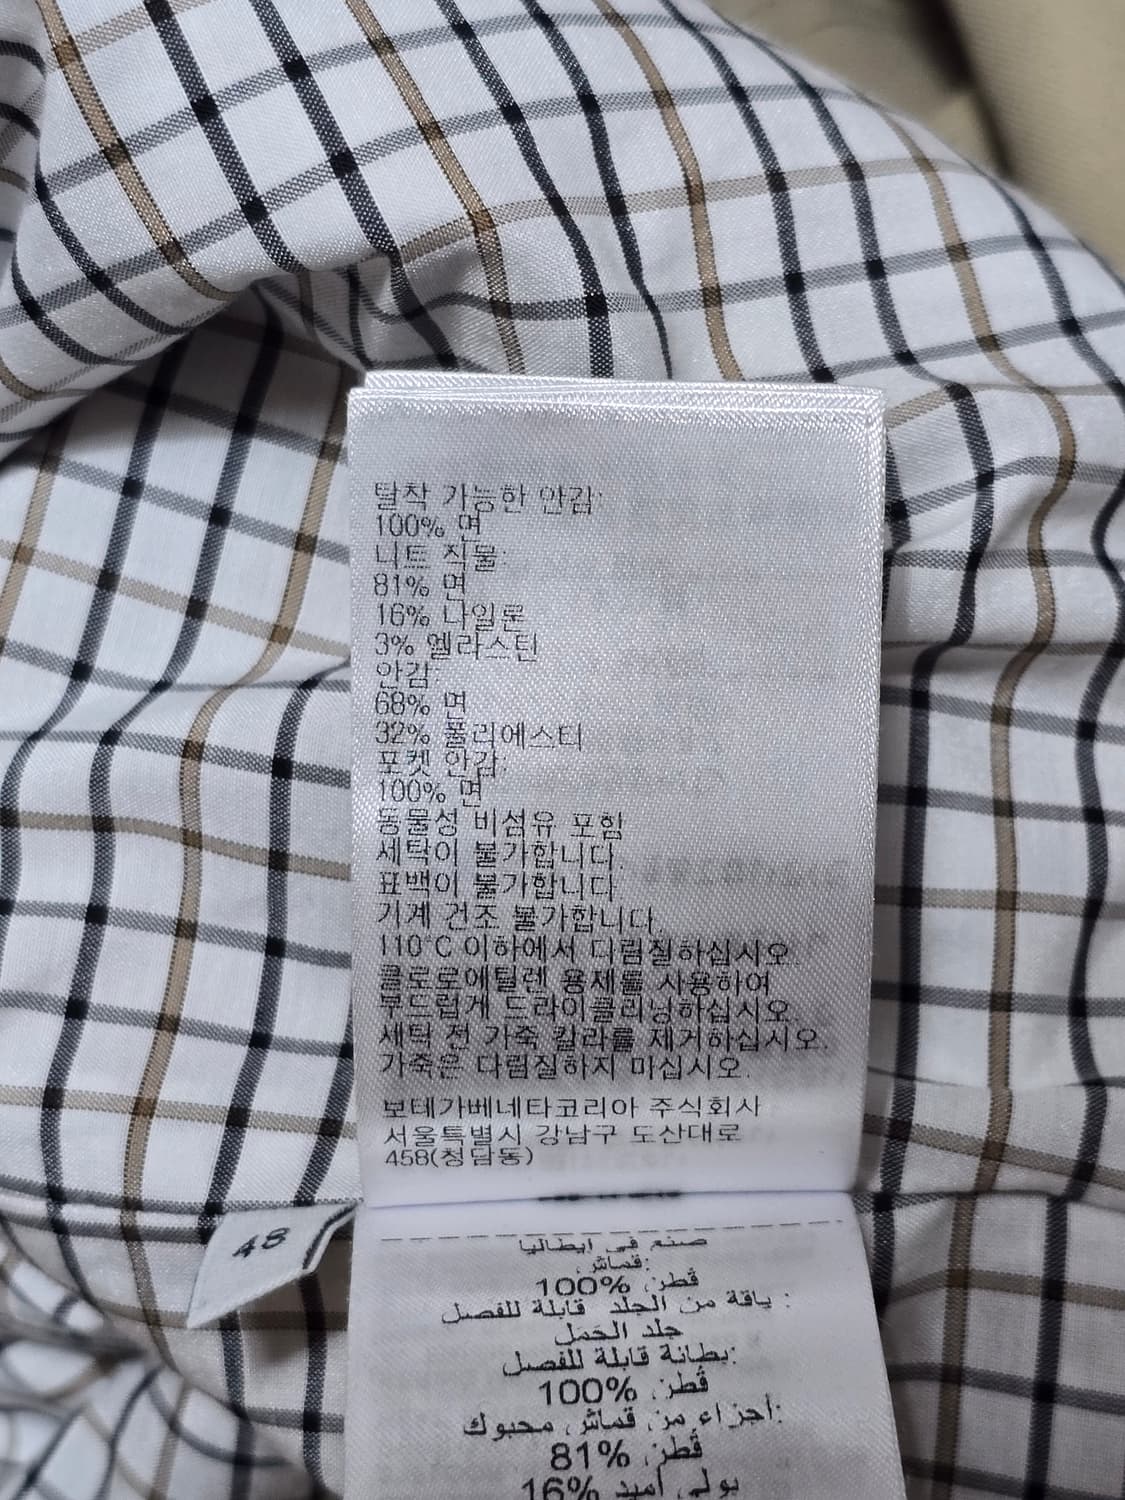 탈착 가능한 안감:
100% 면
니트 직물:
81% 면
16% 나일론
3% 엘라스틴
안감:
68% 면
32% 폴리에스터
포켓 안감:
100% 면
동물성 비섬유 포함
세탁이 불가합니다.
표백이 불가합니다.
기계 건조 불가합니다.
110°C 이하에서 다림질하십시오.
클로로에틸렌 용제를 사용하여
부드럽게 드라이클리닝하십시오.
세탁 전 가죽 칼라를 제거하십시오.
가죽은 다림질하지 마십시오.
보테가베네타코리아 주식회사
서울특별시 강남구 도산대로
458(청담동)
48
صنع في إيطاليا
قماش:
100% قطن
ياقة من الجلد قابلة للفصل :
جلد الحَمَل
بطانة قابلة للفصل:
100% قطن
أجزاء من قماش محبوك:
81% قطن
16% بولي أميد